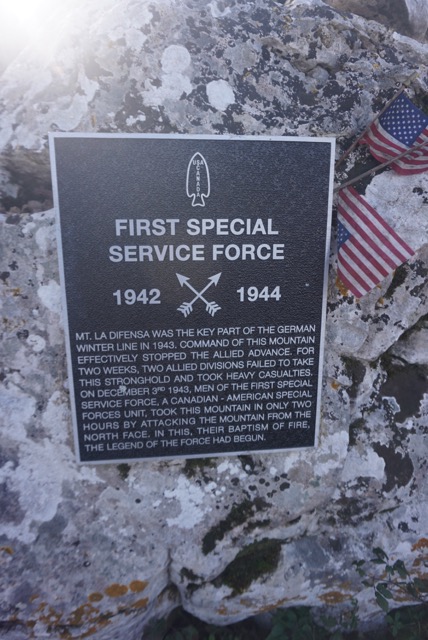 USA
CANADA
FIRST SPECIAL
SERVICE FORCE
1942 1944
MT. LA DIFENSA WAS THE KEY PART OF THE GERMAN
WINTER LINE IN 1943. COMMAND OF THIS MOUNTAIN
EFFECTIVELY STOPPED THE ALLIED ADVANCE. FOR
TWO WEEKS, TWO ALLIED DIVISIONS FAILED TO TAKE
THIS STRONGHOLD AND TOOK HEAVY CASUALTIES.
ON DECEMBER 3RD 1943, MEN OF THE FIRST SPECIAL
SERVICE FORCE, A CANADIAN - AMERICAN SPECIAL
FORCES UNIT, TOOK THIS MOUNTAIN IN ONLY TWO
HOURS BY ATTACKING THE MOUNTAIN FROM THE
NORTH FACE. IN THIS, THEIR BAPTISM OF FIRE,
THE LEGEND OF THE FORCE HAD BEGUN.